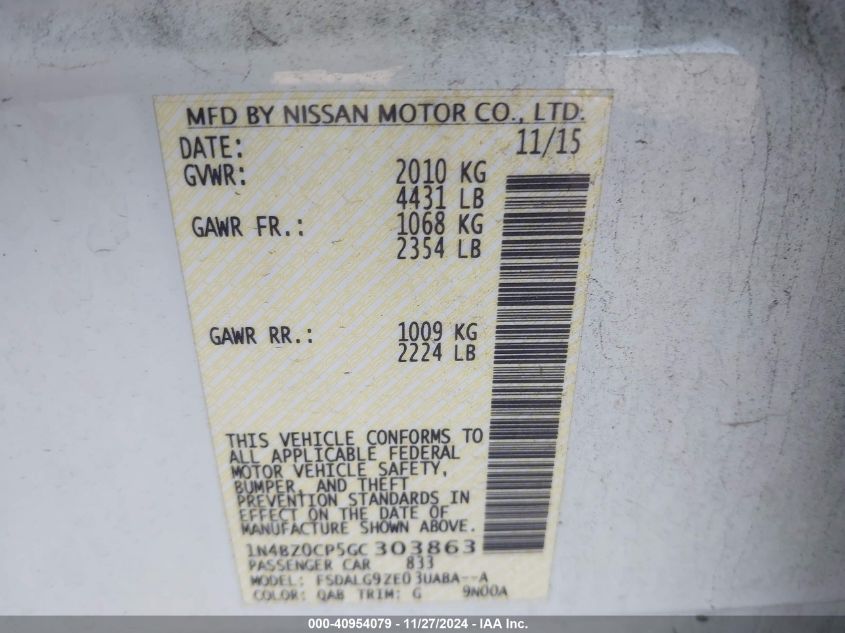 MFD BY NISSAN MOTOR CO., LTD.
DATE: 11/15
GVWR: 2010 KG
4431 LB
GAWR FR.: 1068 KG
2354 LB
GAWR RR.: 1009 KG
2224 LB
THIS VEHICLE CONFORMS TO
ALL APPLICABLE FEDERAL
MOTOR VEHICLE SAFETY,
BUMPER, AND THEFT
PREVENTION STANDARDS IN
EFFECT ON THE DATE OF
MANUFACTURE SHOWN ABOVE.
1N4BZ0CP5GC303863
PASSENGER CAR 833
MODEL: FSDALG9ZE0 3UABA--A
COLOR: QAB TRIM: G 9N00A
000-40954079 - 11/27/2024 - IAA Inc.